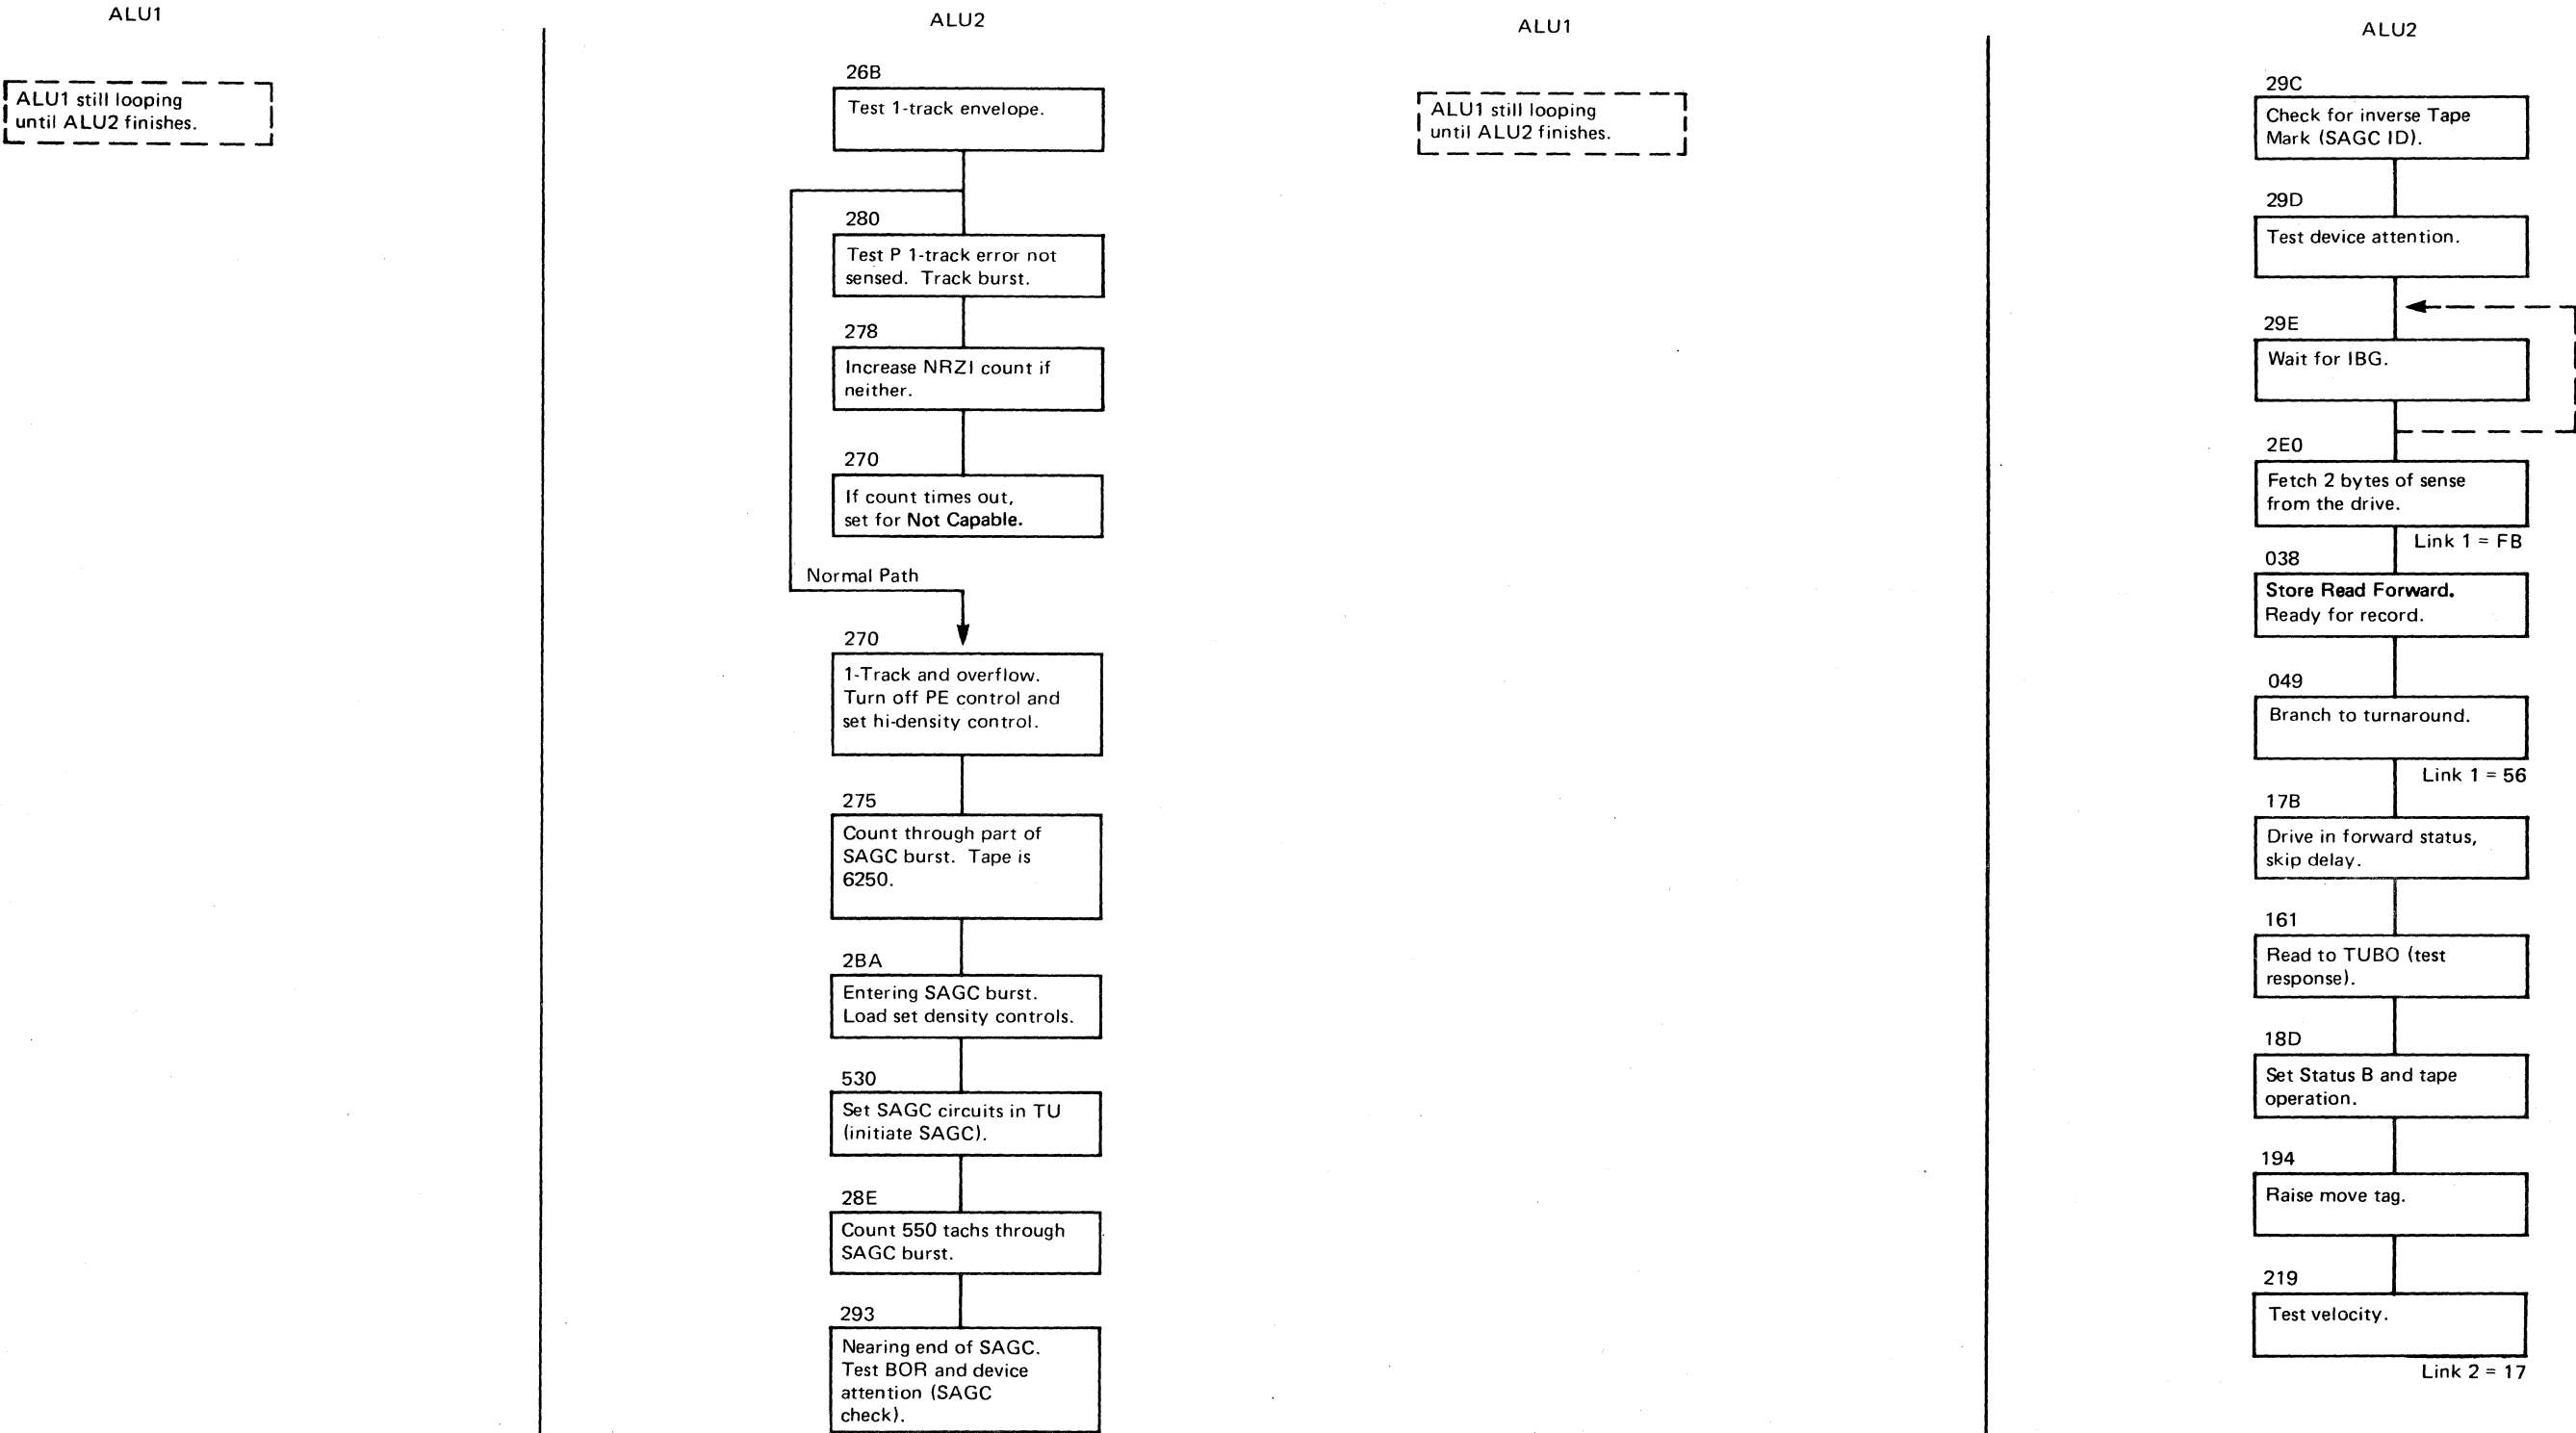 ALU1
ALU1 still looping
until ALU2 finishes.
ALU2
26B
Test 1-track envelope.
280
Test P 1-track error not
sensed. Track burst.
278
Increase NRZI count if
neither.
270
If count times out,
set for Not Capable.
Normal Path
270
1-Track and overflow.
Turn off PE control and
set hi-density control.
275
Count through part of
SAGC burst. Tape is
6250.
2BA
Entering SAGC burst.
Load set density controls.
530
Set SAGC circuits in TU
(initiate SAGC).
28E
Count 550 tachs through
SAGC burst.
293
Nearing end of SAGC.
Test BOR and device
attention (SAGC
check).
ALU1
ALU1 still looping
until ALU2 finishes.
ALU2
29C
Check for inverse Tape
Mark (SAGC ID).
29D
Test device attention.
29E
Wait for IBG.
2E0
Fetch 2 bytes of sense
from the drive.
Link 1 = FB
038
Store Read Forward.
Ready for record.
049
Branch to turnaround.
Link 1 = 56
17B
Drive in forward status,
skip delay.
161
Read to TUBO (test
response).
18D
Set Status B and tape
operation.
194
Raise move tag.
219
Test velocity.
Link 2 = 17